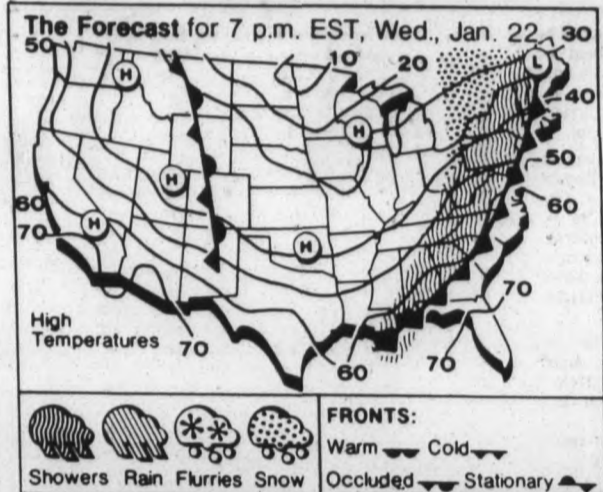 The Forecast for 7 p.m. EST, Wed., Jan. 22
30
50
10
20
L
H
40
H
H
50
60
60
70
H
H
70
High
Temperatures
70
60
70
Showers Rain Flurries Snow
FRONTS:
Warm Cold
Occluded Stationary